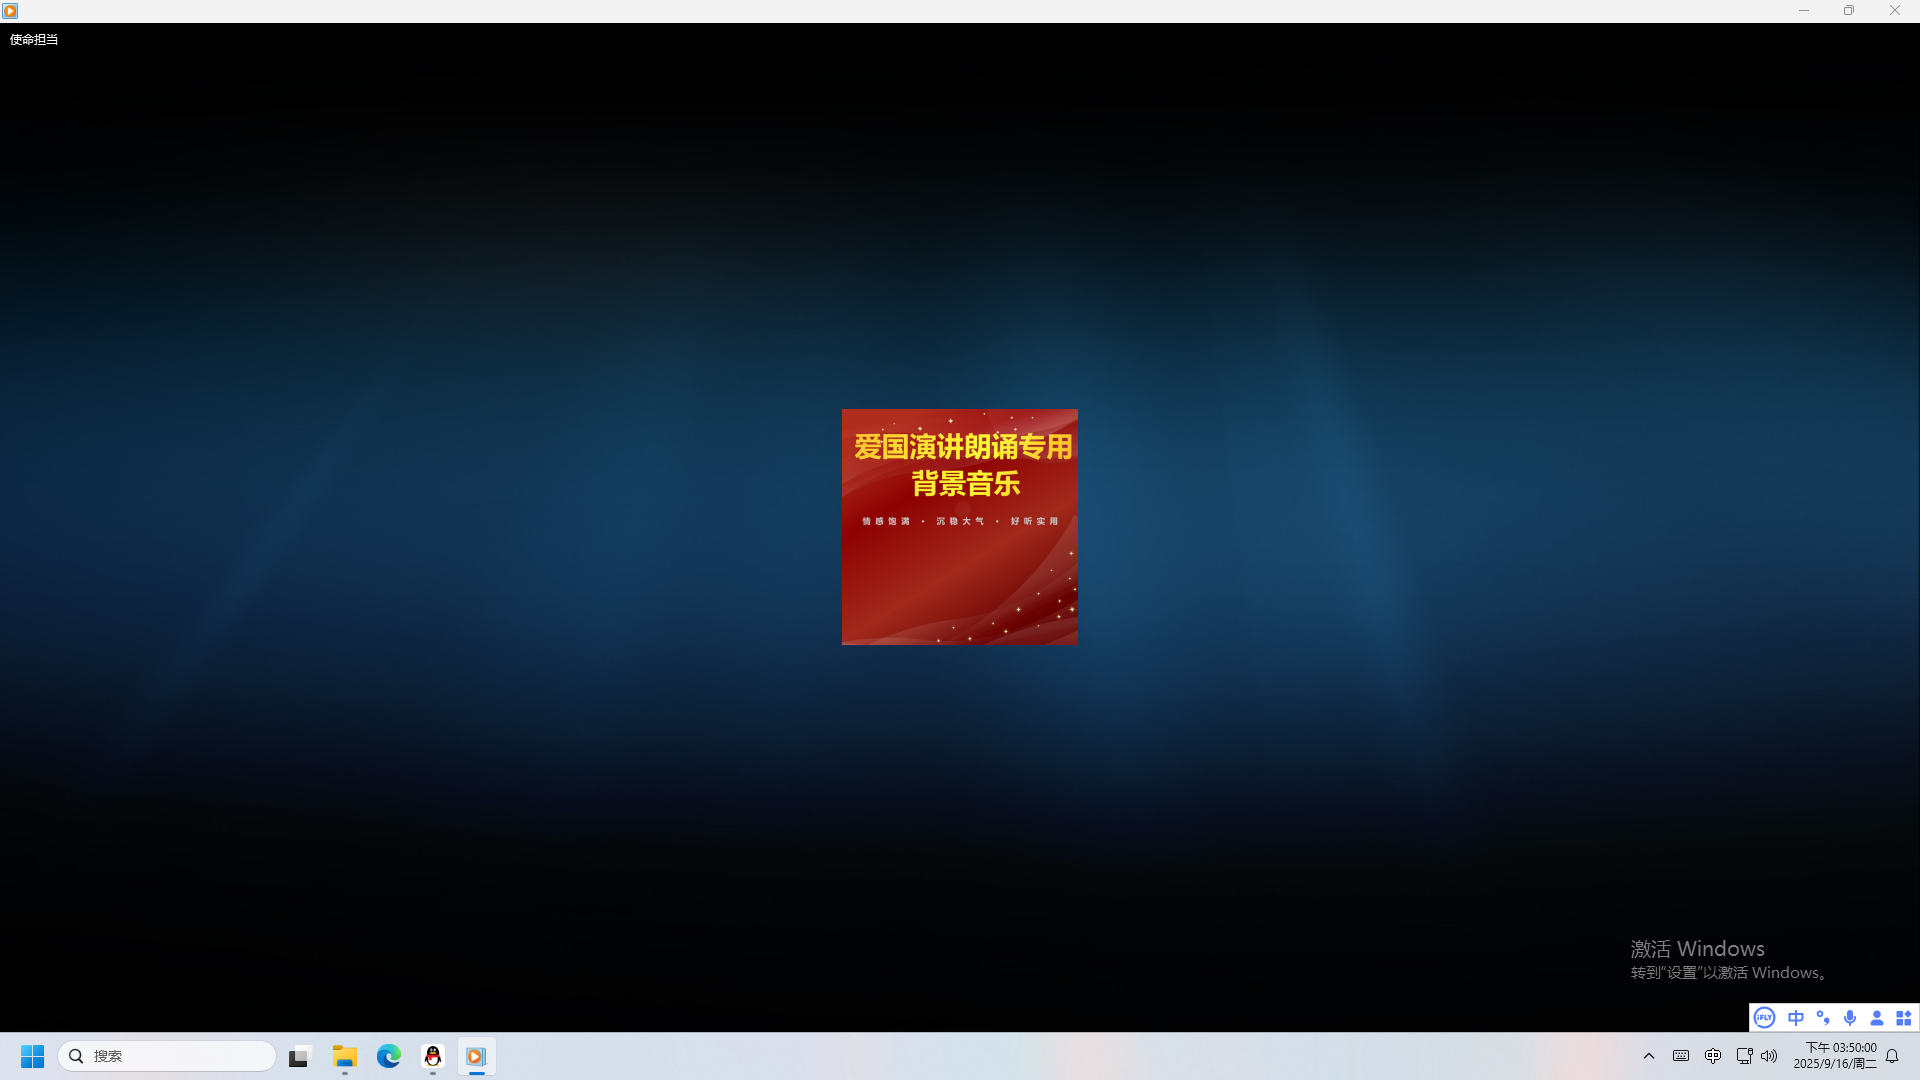 使命担当
爱国演讲朗诵专用
背景音乐
情感饱满 · 沉稳大气 · 好听实用
激活 Windows
转到“设置”以激活 Windows。
iFLY 中
搜索
中
下午 03:50:00
2025/9/16/周二